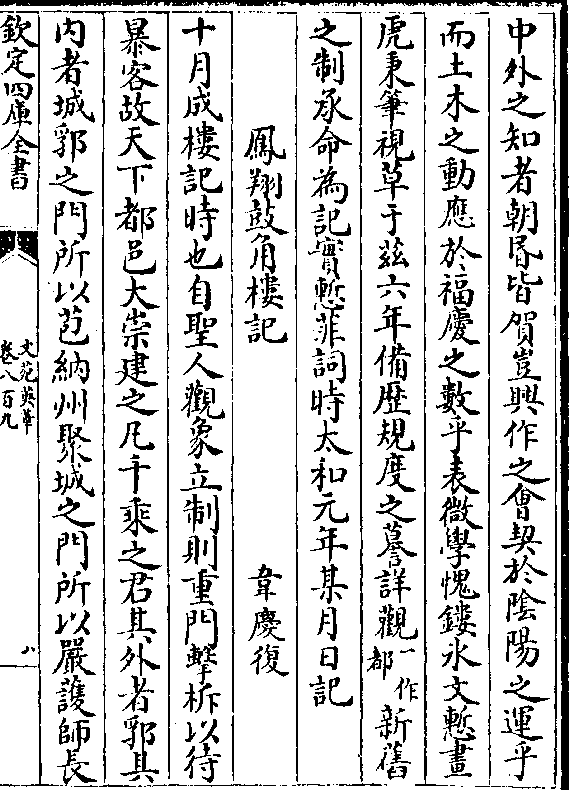 中外之知者朝昬皆賀豈興作之會契於陰陽之運乎
而土木之動應於福慶之數乎表微學愧鏤氷文慙畫
虎秉筆視草于兹六年備歴規度之謩詳觀一作都新舊
之制承命為記實慙菲詞時太和元年某月日記
鳳翔鼓角樓記 韋慶復
十月成樓記時也自聖人觀象立制則重門擊柝以待
暴客故天下都邑大崇建之凡千乘之君其外者郭其
内者城郭之門所以苞納州聚城之門所以嚴護師長
欽定四庫全書
文苑英華
卷八百九
八